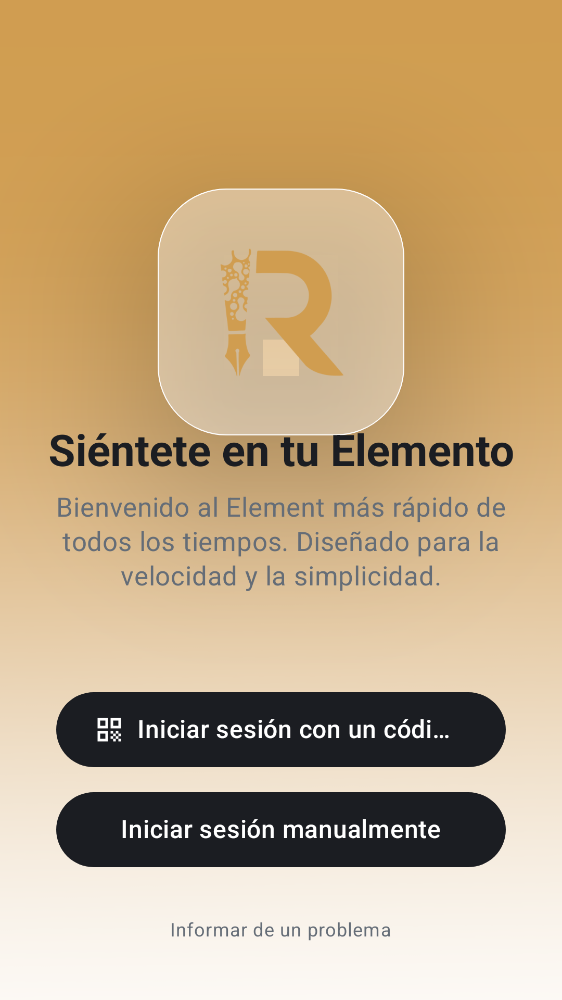 R
Siéntete en tu Elemento
Bienvenido al Element más rápido de
todos los tiempos. Diseñado para la
velocidad y la simplicidad.
Iniciar sesión con un códi...
Iniciar sesión manualmente
Informar de un problema